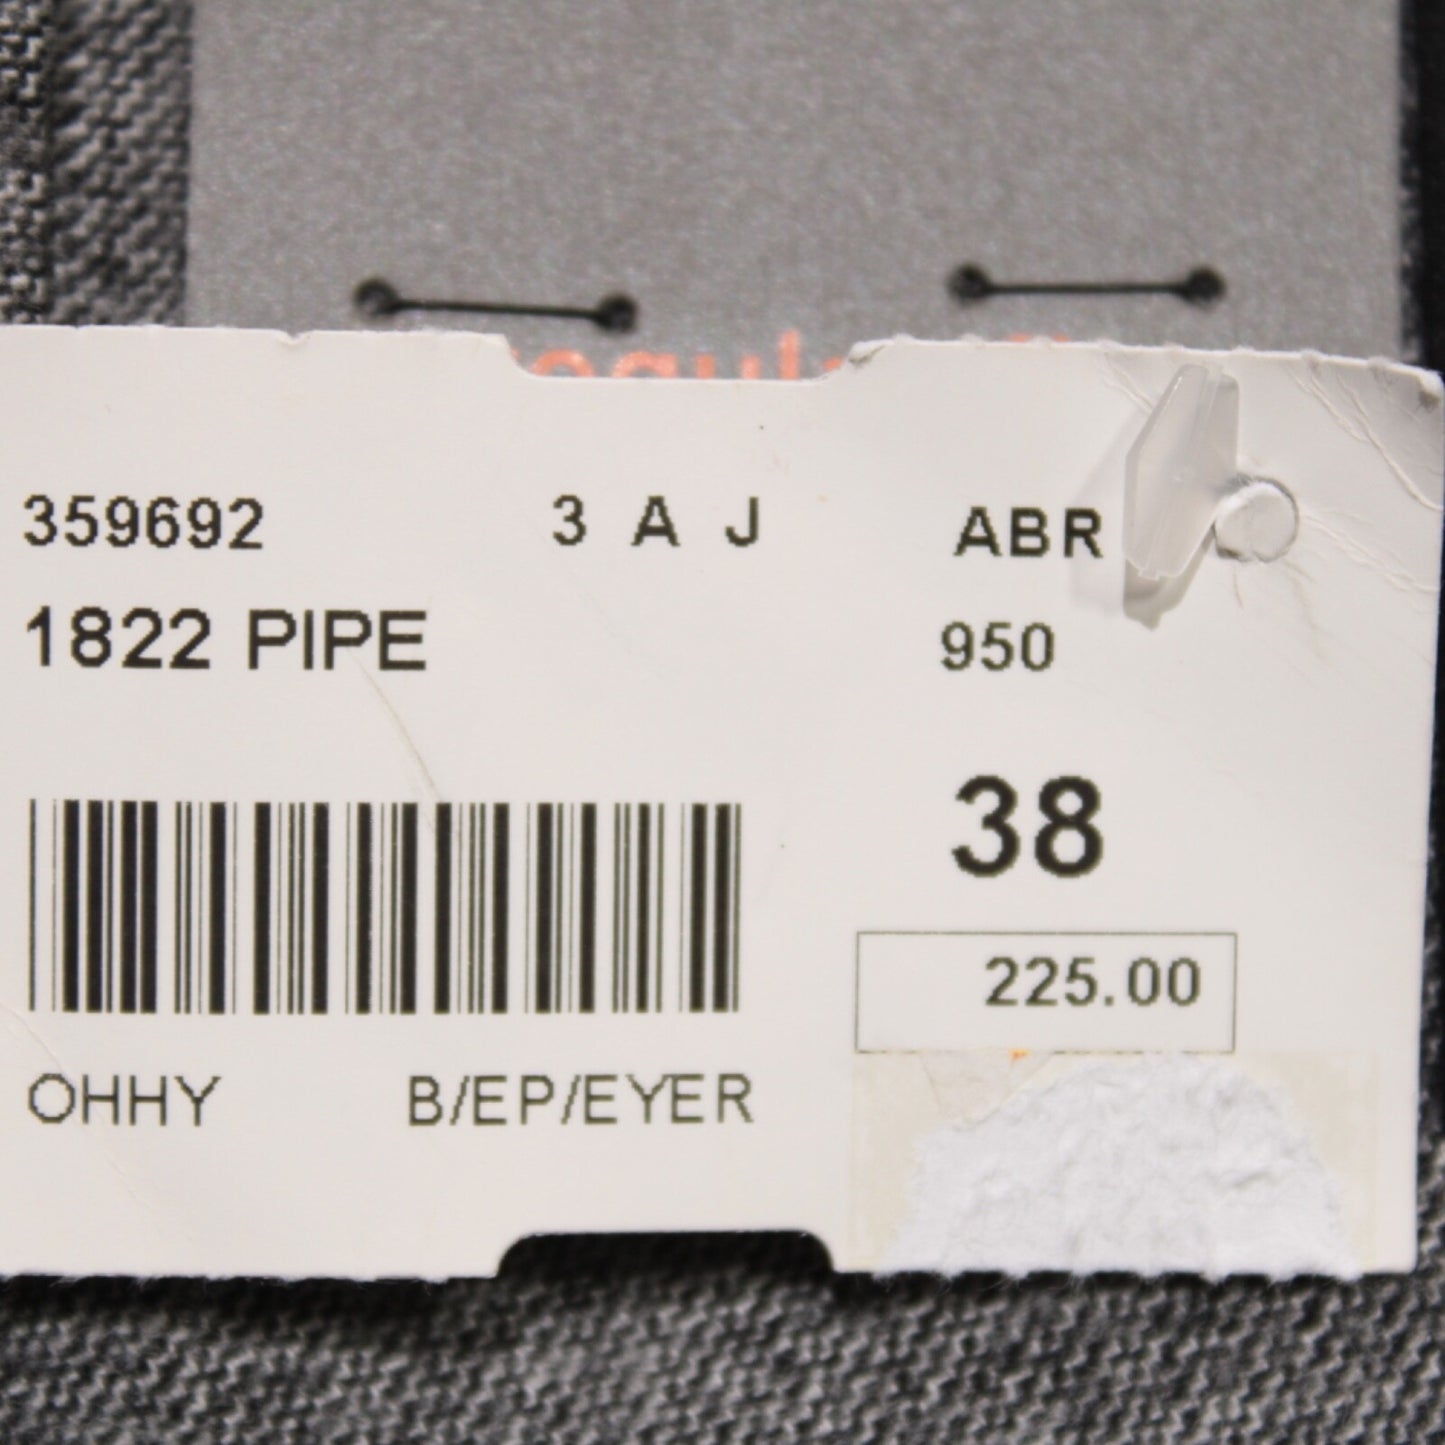 359692 3 A J ABR
1822 PIPE 950
38
225.00
OHHY B/EP/EYER